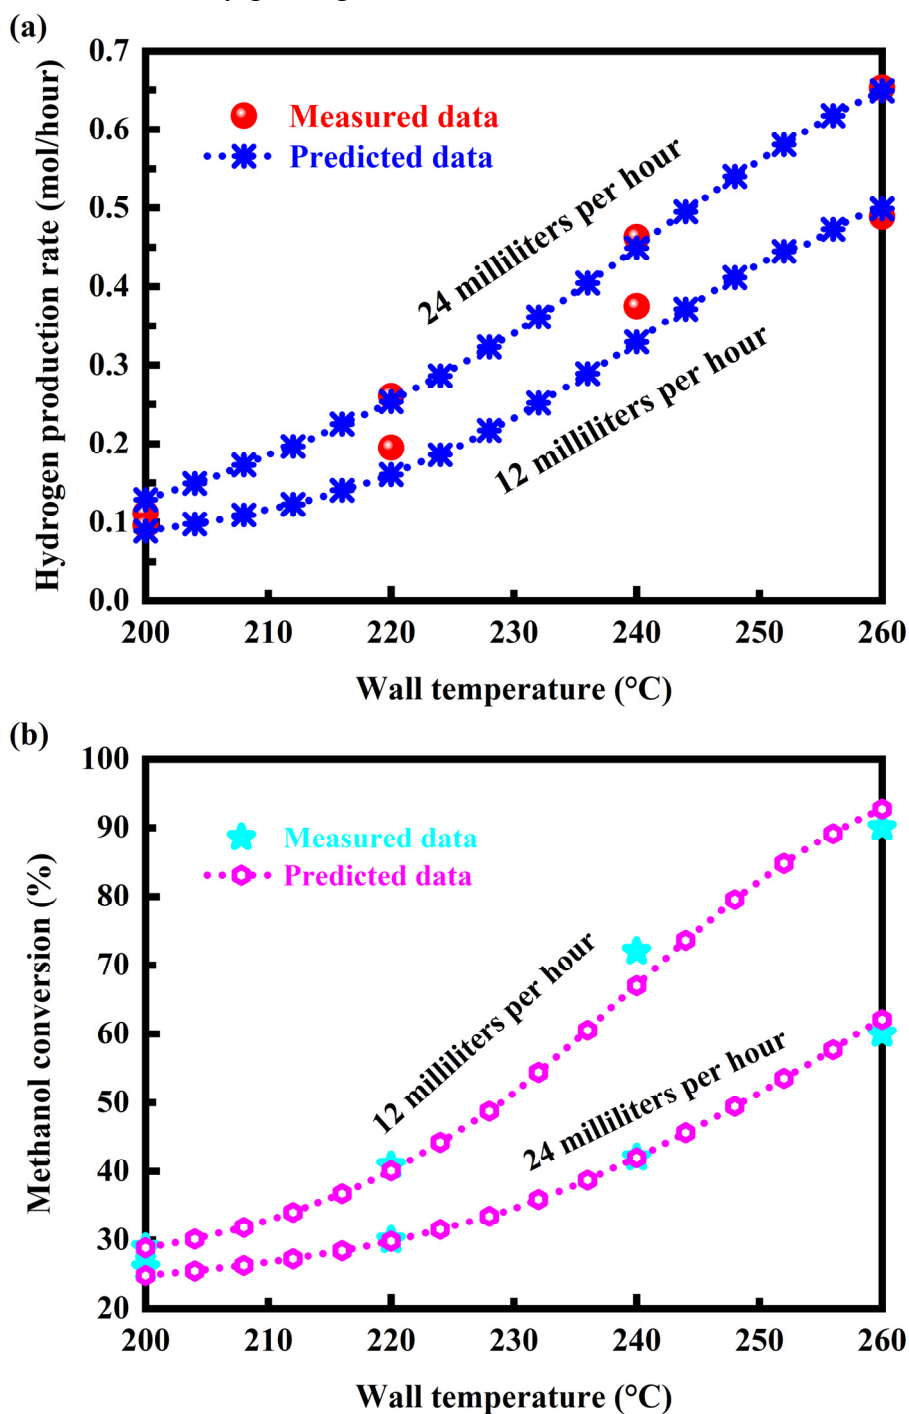 (a)
Hydrogen production rate (mol/hour)
0.7
0.6
0.5
0.4
0.3
0.2
0.1
0.0
Measured data
Predicted data
24 milliliters per hour
12 milliliters per hour
200 210 220 230 240 250 260
Wall temperature (°C)
(b)
Methanol conversion (%)
100
90
80
70
60
50
40
30
20
Measured data
Predicted data
12 milliliters per hour
24 milliliters per hour
200 210 220 230 240 250 260
Wall temperature (°C)